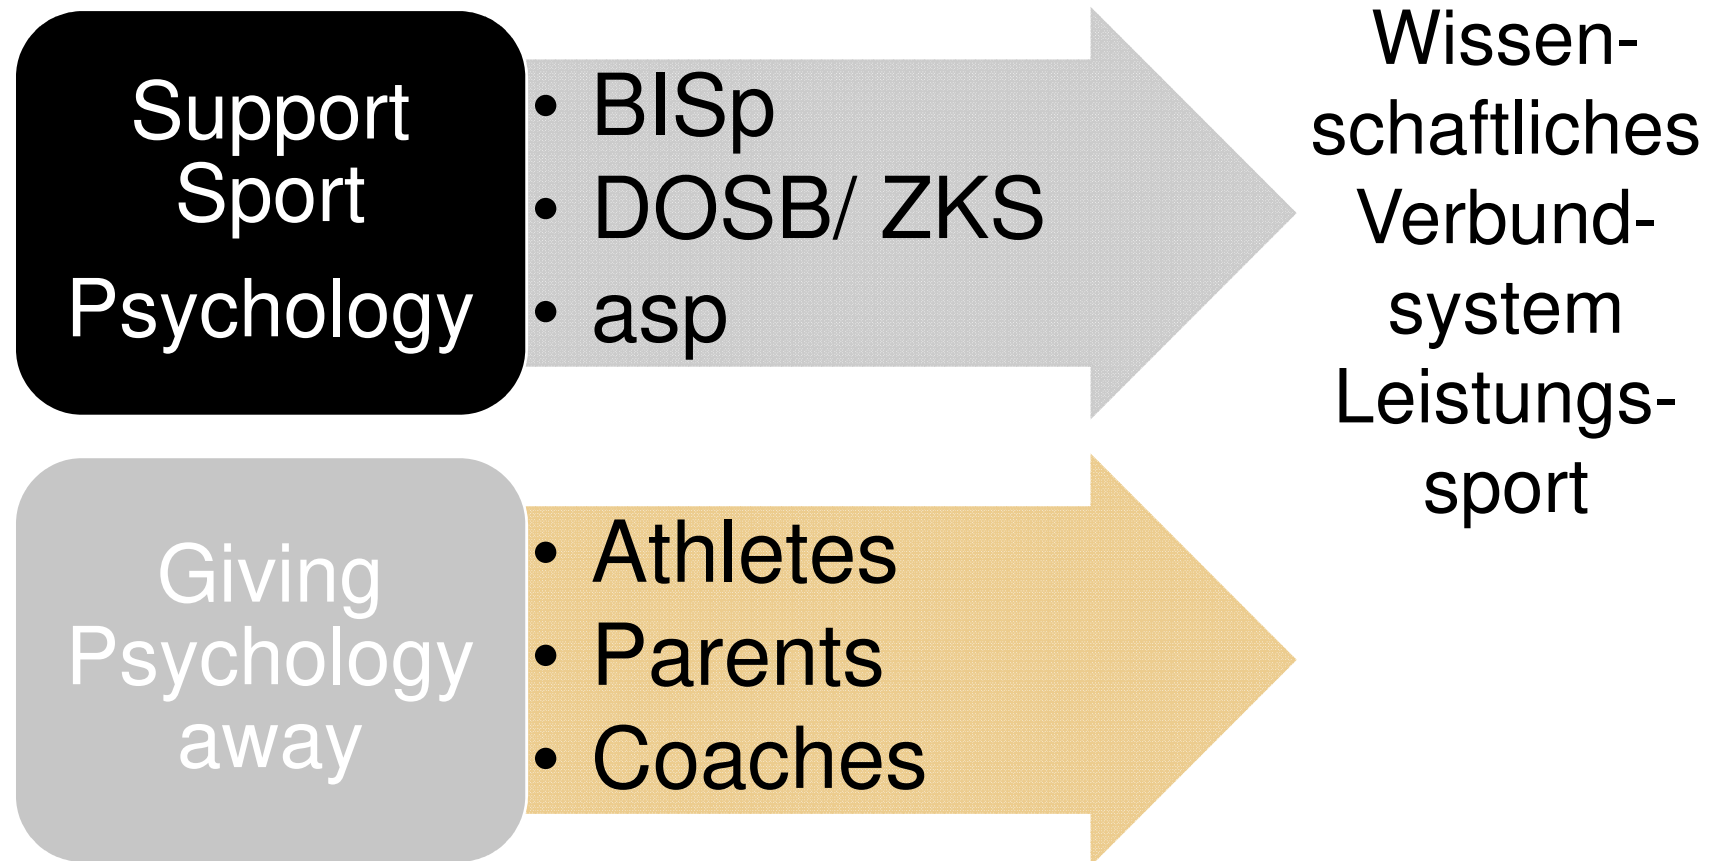 Support
Sport
Psychology
• BISp
• DOSB/ ZKS
• asp
Wissen-
schaftliches
Verbund-
system
Leistungs-
sport
Giving
Psychology
away
• Athletes
• Parents
• Coaches